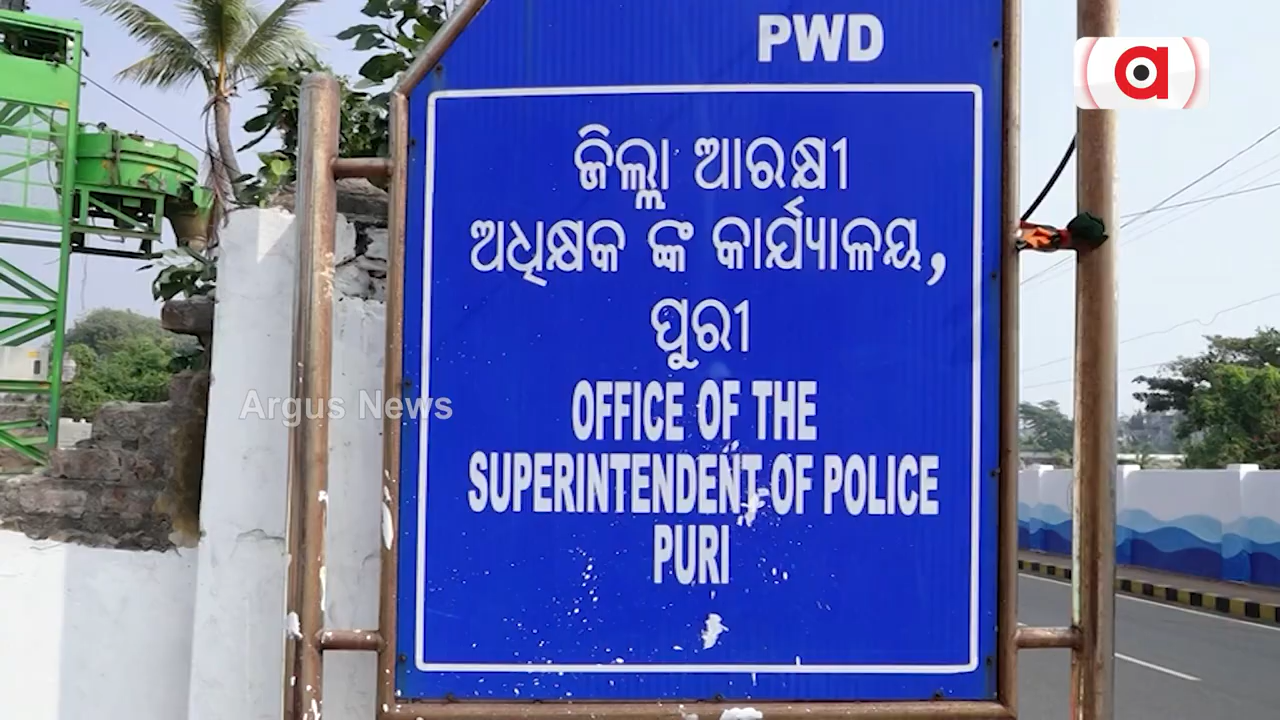 PWD
a
ଜିଲ୍ଲା ଆରକ୍ଷୀ
ଅଧିକ୍ଷକ ଙ୍କ କାର୍ଯ୍ୟାଳୟ,
ପୁରୀ
Argus News
OFFICE OF THE
SUPERINTENDENT OF POLICE
PURI